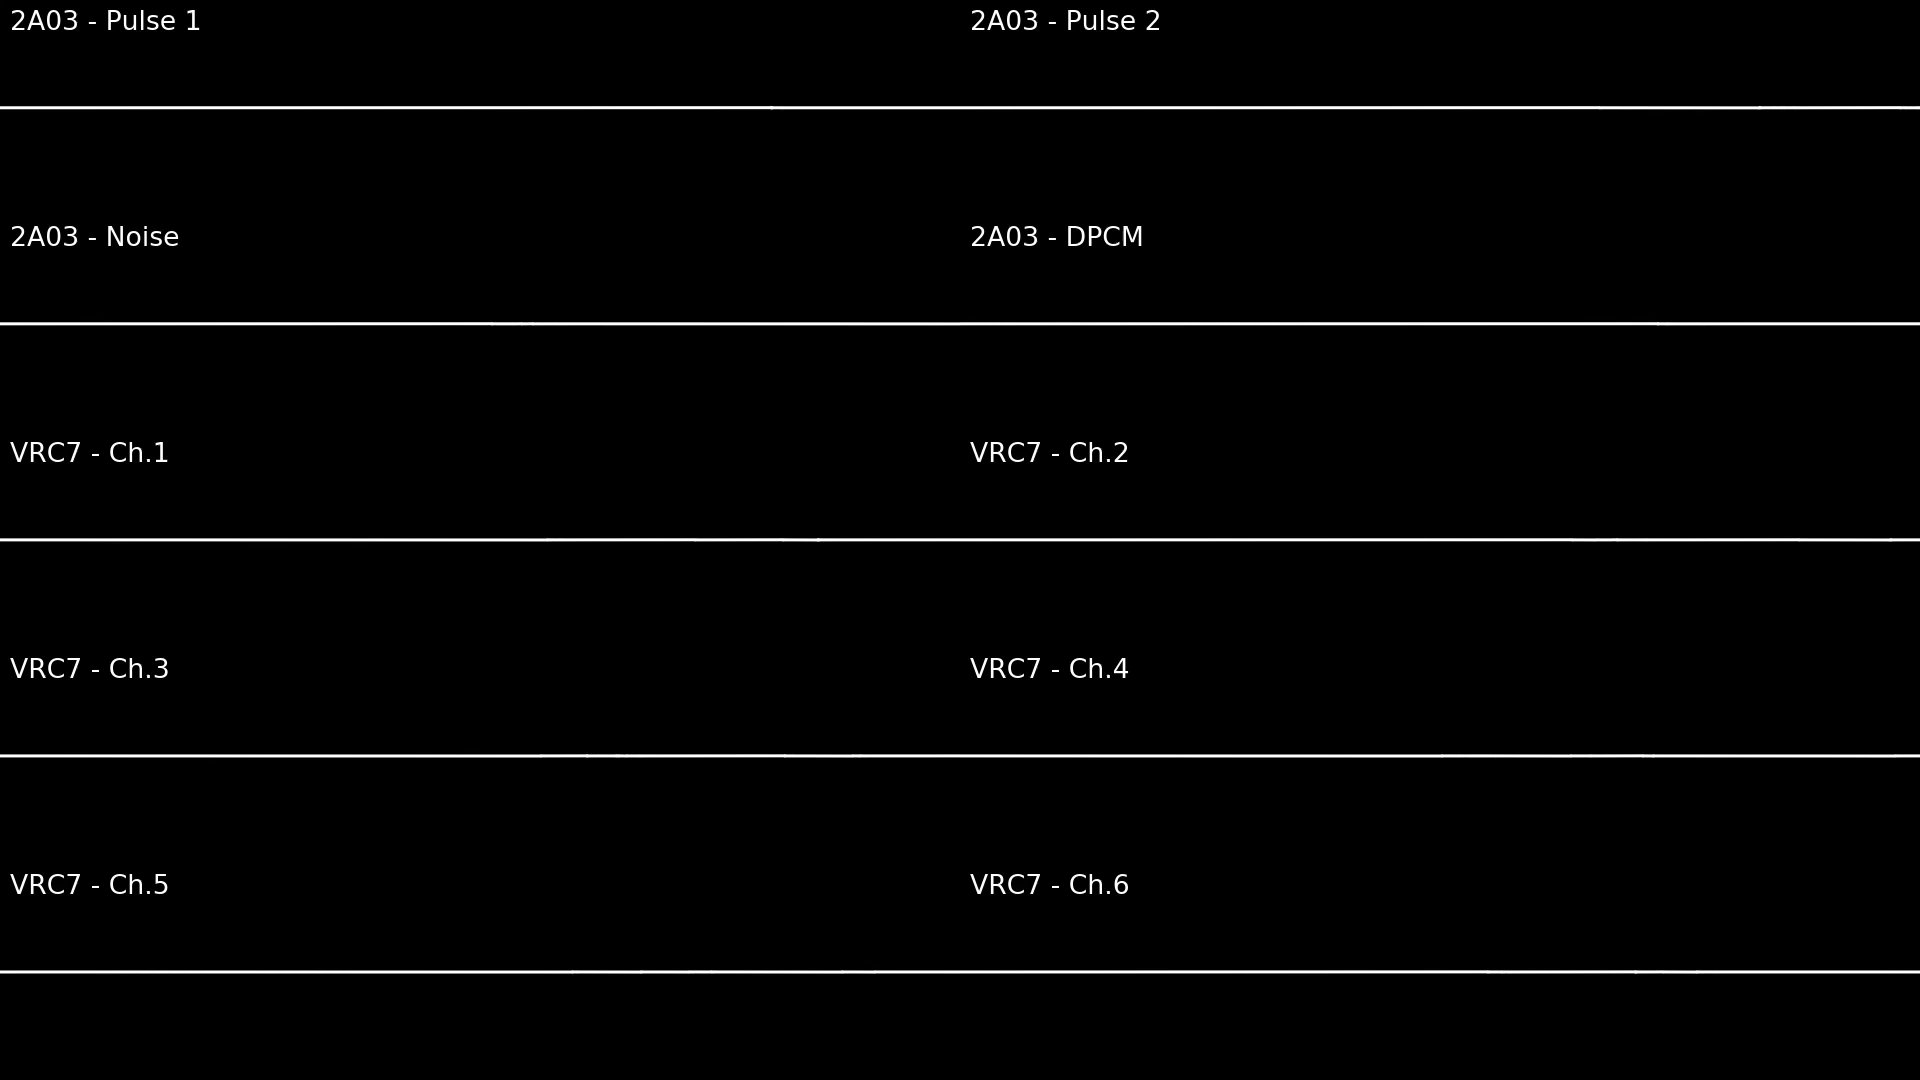 2A03 - Pulse 1
2A03 - Pulse 2
2A03 - Noise
2A03 - DPCM
VRC7 - Ch.1
VRC7 - Ch.2
VRC7 - Ch.3
VRC7 - Ch.4
VRC7 - Ch.5
VRC7 - Ch.6